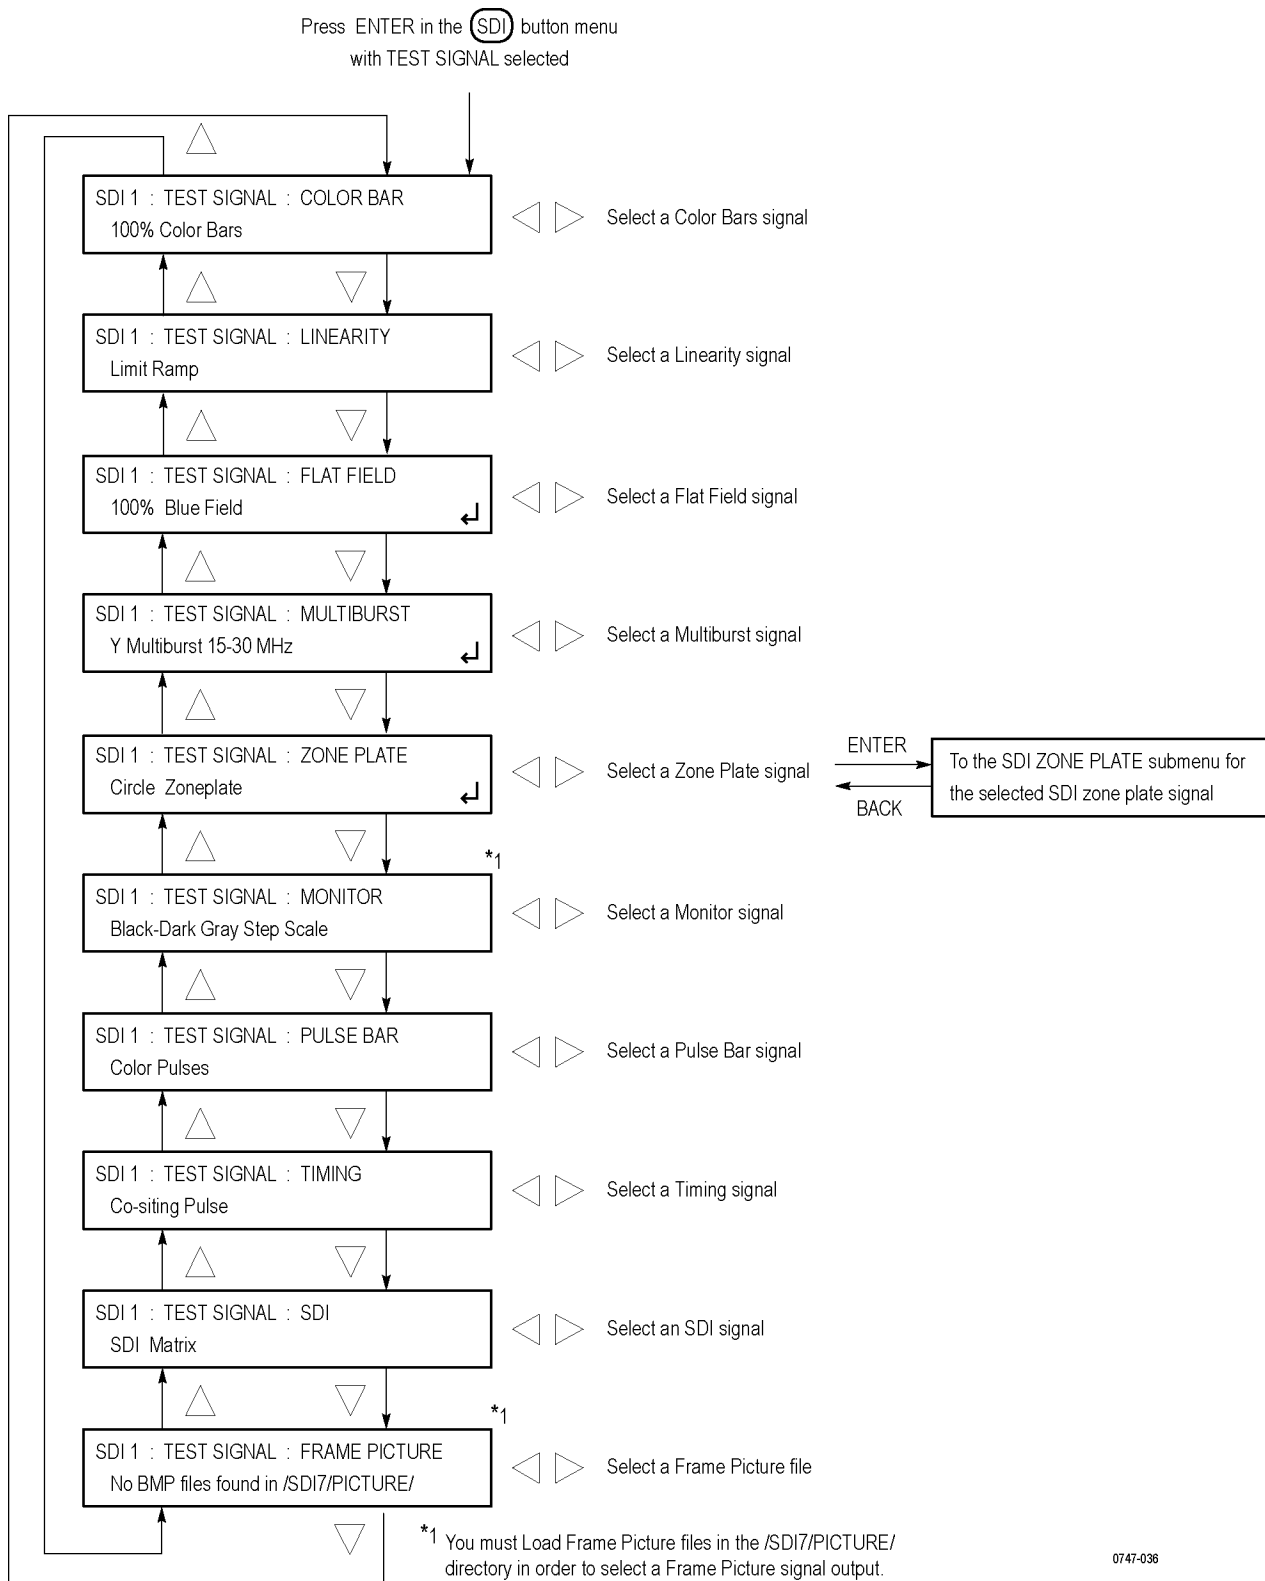 Press ENTER in the SDI button menu
with TEST SIGNAL selected
SDI 1 : TEST SIGNAL : COLOR BAR
100% Color Bars
Select a Color Bars signal
SDI 1 : TEST SIGNAL : LINEARITY
Limit Ramp
Select a Linearity signal
SDI 1 : TEST SIGNAL : FLAT FIELD
100% Blue Field
Select a Flat Field signal
SDI 1 : TEST SIGNAL : MULTIBURST
Y Multiburst 15-30 MHz
Select a Multiburst signal
SDI 1 : TEST SIGNAL : ZONE PLATE
Circle Zoneplate
Select a Zone Plate signal
ENTER
BACK
To the SDI ZONE PLATE submenu for
the selected SDI zone plate signal
*1
SDI 1 : TEST SIGNAL : MONITOR
Black-Dark Gray Step Scale
Select a Monitor signal
SDI 1 : TEST SIGNAL : PULSE BAR
Color Pulses
Select a Pulse Bar signal
SDI 1 : TEST SIGNAL : TIMING
Co-siting Pulse
Select a Timing signal
SDI 1 : TEST SIGNAL : SDI
SDI Matrix
Select an SDI signal
*1
SDI 1 : TEST SIGNAL : FRAME PICTURE
No BMP files found in /SDI7/PICTURE/
Select a Frame Picture file
*1 You must Load Frame Picture files in the /SDI7/PICTURE/
directory in order to select a Frame Picture signal output.
0747-036